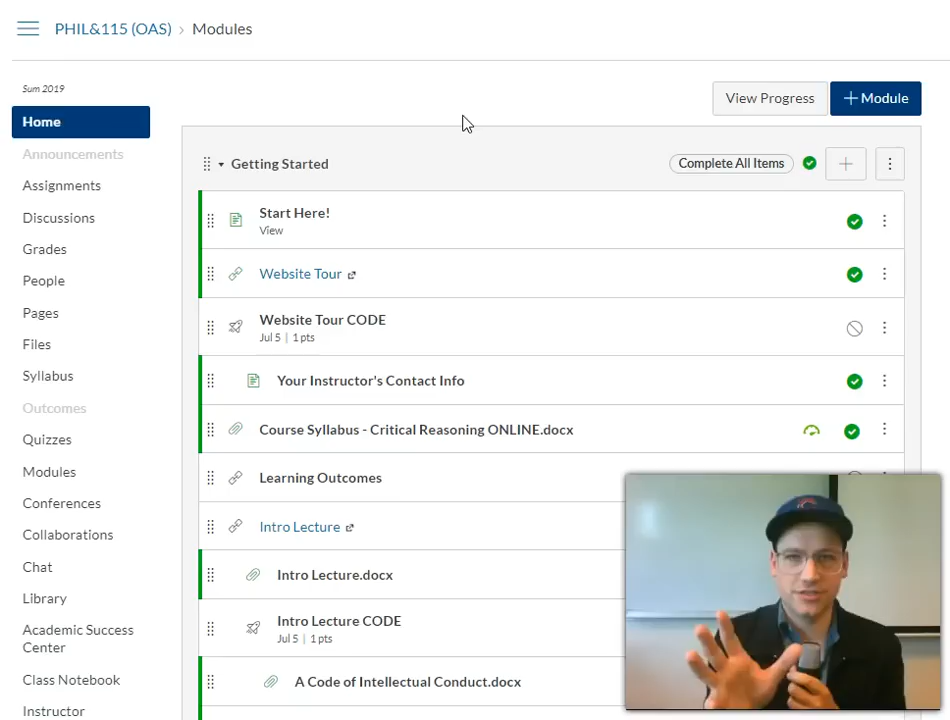 PHIL&115 (OAS) › Modules
Sum 2019
View Progress
+ Module
Home
Announcements
Assignments
Discussions
Grades
People
Pages
Files
Syllabus
Outcomes
Quizzes
Modules
Conferences
Collaborations
Chat
Library
Academic Success
Center
Class Notebook
Instructor
Getting Started
Complete All Items
Start Here!
View
Website Tour
Website Tour CODE
Jul 5 | 1 pts
Your Instructor's Contact Info
Course Syllabus - Critical Reasoning ONLINE.docx
Learning Outcomes
Intro Lecture
Intro Lecture.docx
Intro Lecture CODE
Jul 5 | 1 pts
A Code of Intellectual Conduct.docx